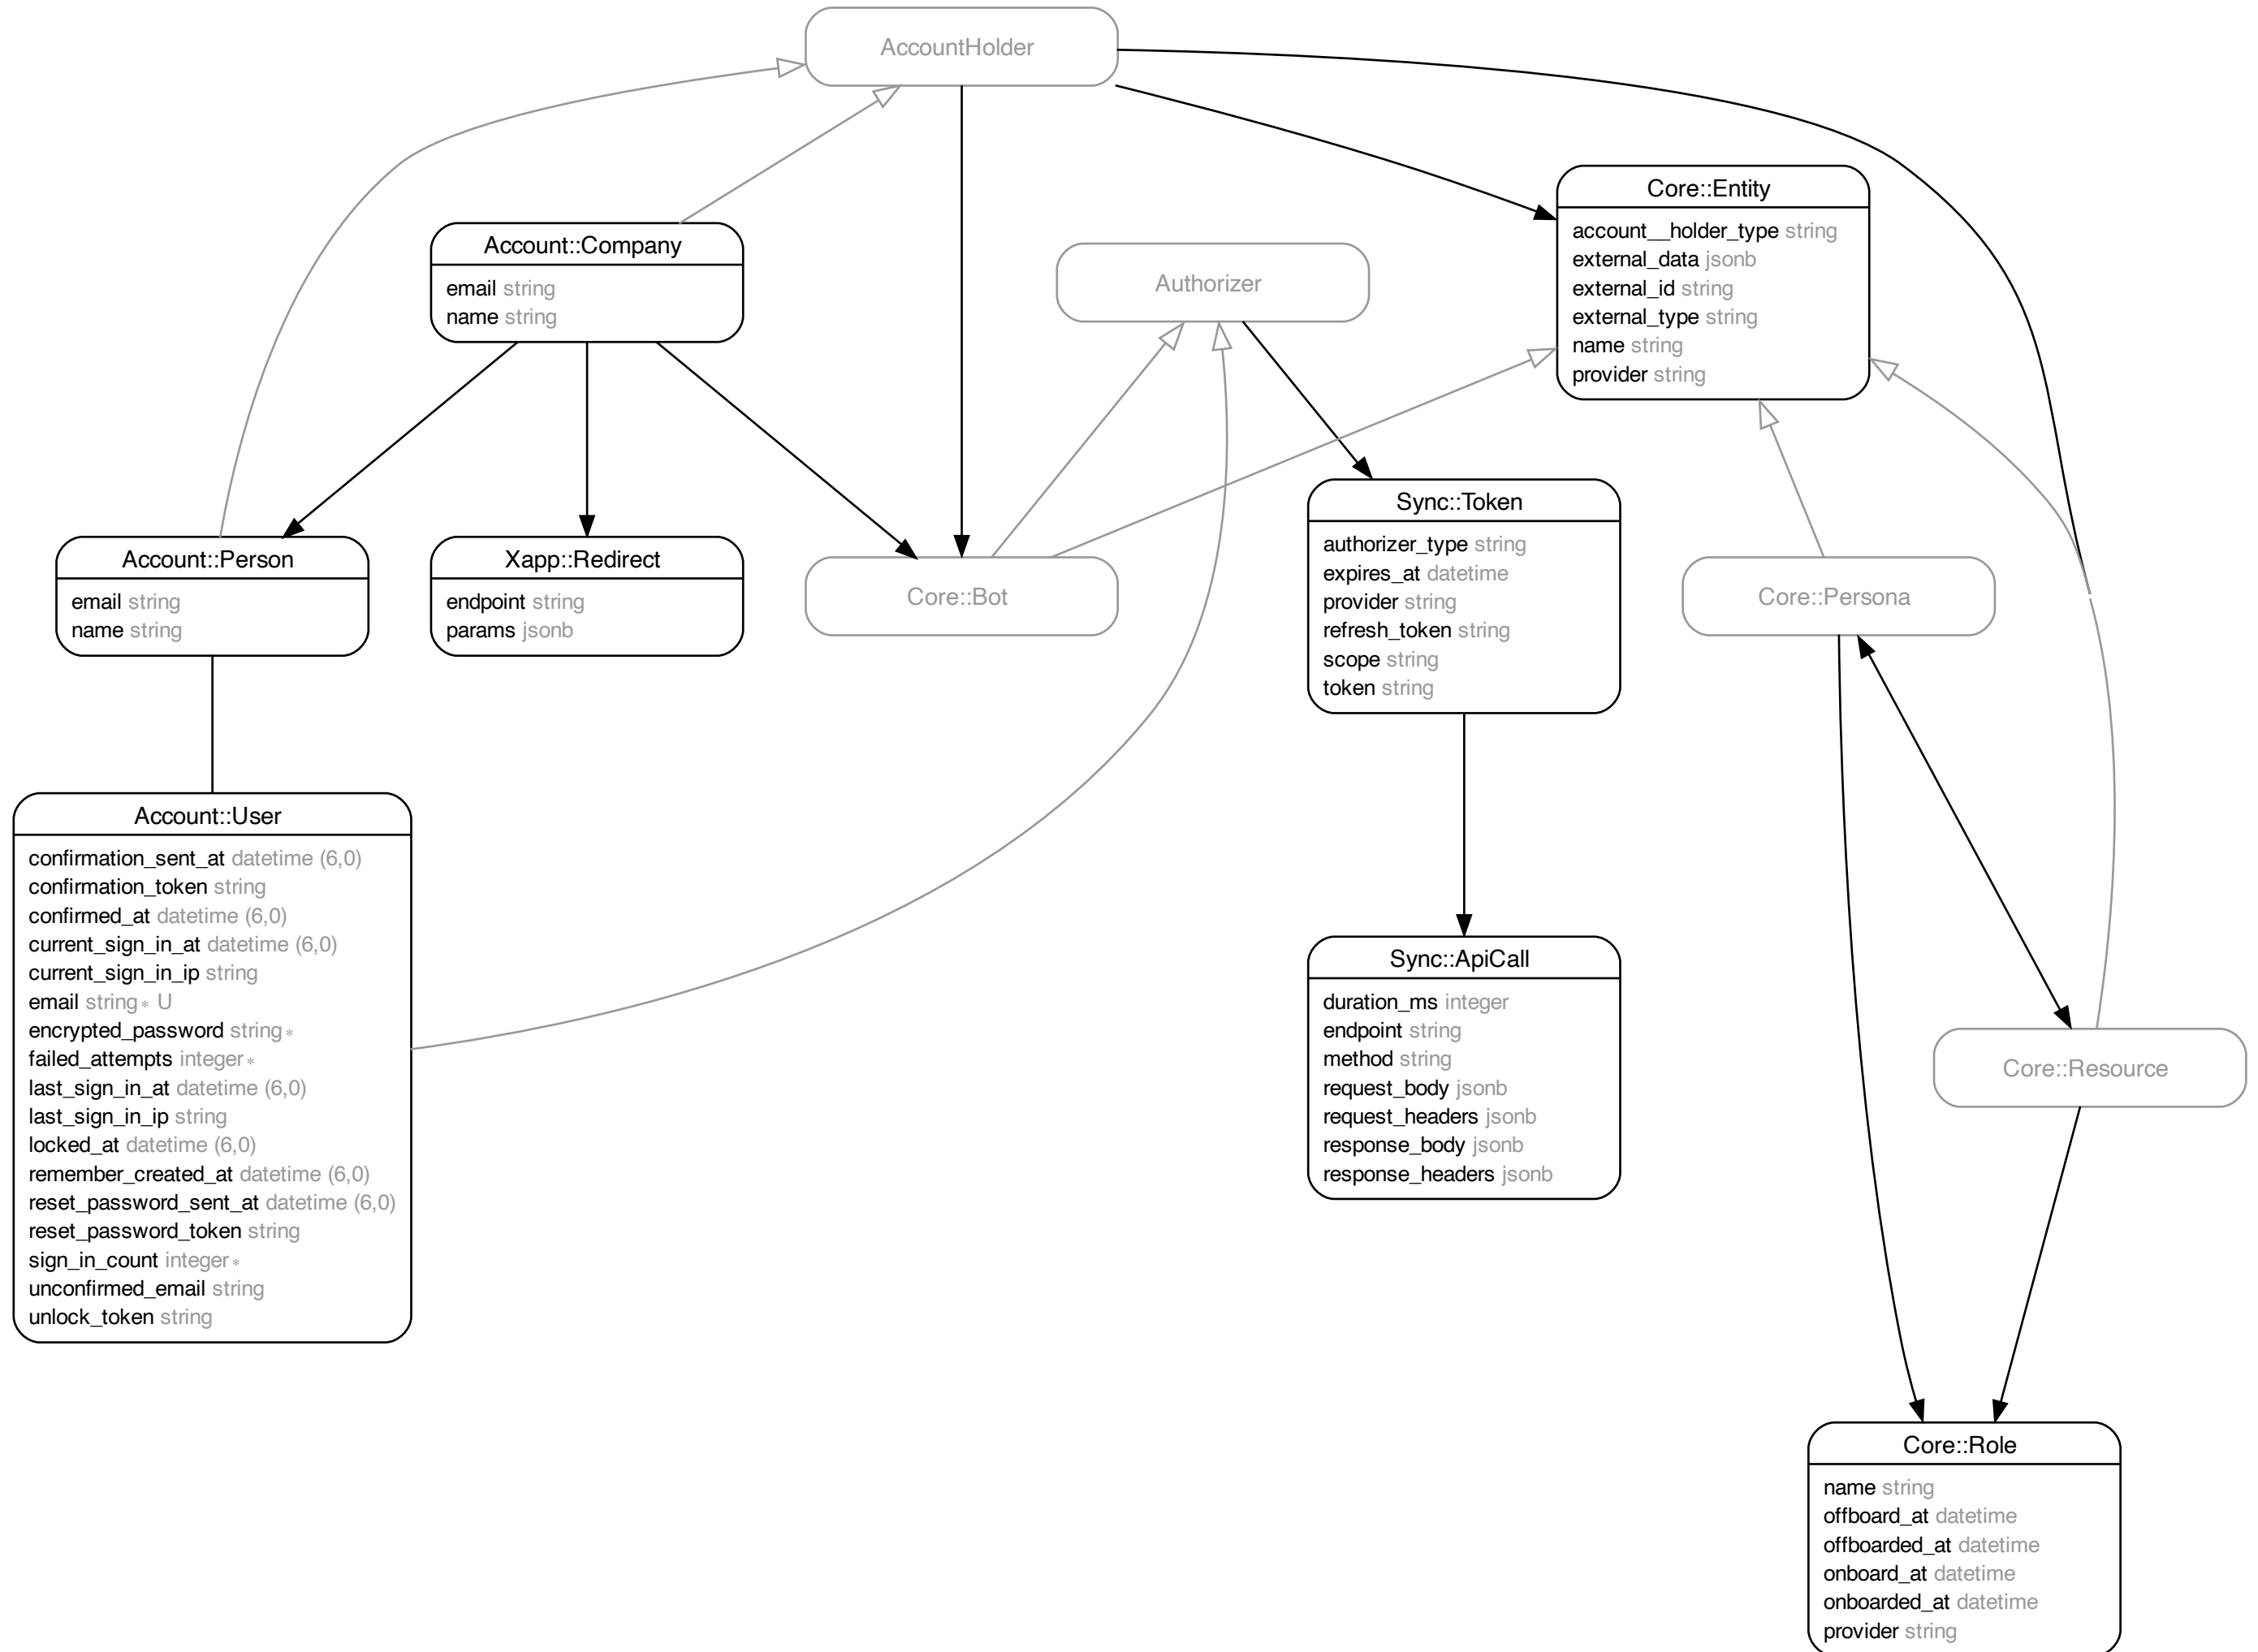 AccountHolder
Core::Entity
account__holder_type string
external_data jsonb
external_id string
external_type string
name string
provider string
Account::Company
email string
name string
Authorizer
Sync::Token
authorizer_type string
expires_at datetime
provider string
refresh_token string
scope string
token string
Account::Person
email string
name string
Xapp::Redirect
endpoint string
params jsonb
Core::Bot
Core::Persona
Account::User
confirmation_sent_at datetime (6,0)
confirmation_token string
confirmed_at datetime (6,0)
current_sign_in_at datetime (6,0)
current_sign_in_ip string
email string* U
encrypted_password string*
failed_attempts integer*
last_sign_in_at datetime (6,0)
last_sign_in_ip string
locked_at datetime (6,0)
remember_created_at datetime (6,0)
reset_password_sent_at datetime (6,0)
reset_password_token string
sign_in_count integer*
unconfirmed_email string
unlock_token string
Sync::ApiCall
duration_ms integer
endpoint string
method string
request_body jsonb
request_headers jsonb
response_body jsonb
response_headers jsonb
Core::Resource
Core::Role
name string
offboard_at datetime
offboarded_at datetime
onboard_at datetime
onboarded_at datetime
provider string